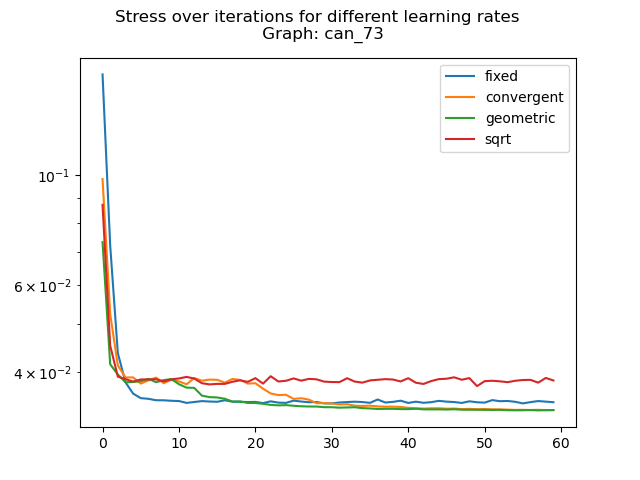 Stress over iterations for different learning rates
Graph: can_73
fixed
convergent
geometric
sqrt
10⁻¹
6 × 10⁻²
4 × 10⁻²
0 10 20 30 40 50 60